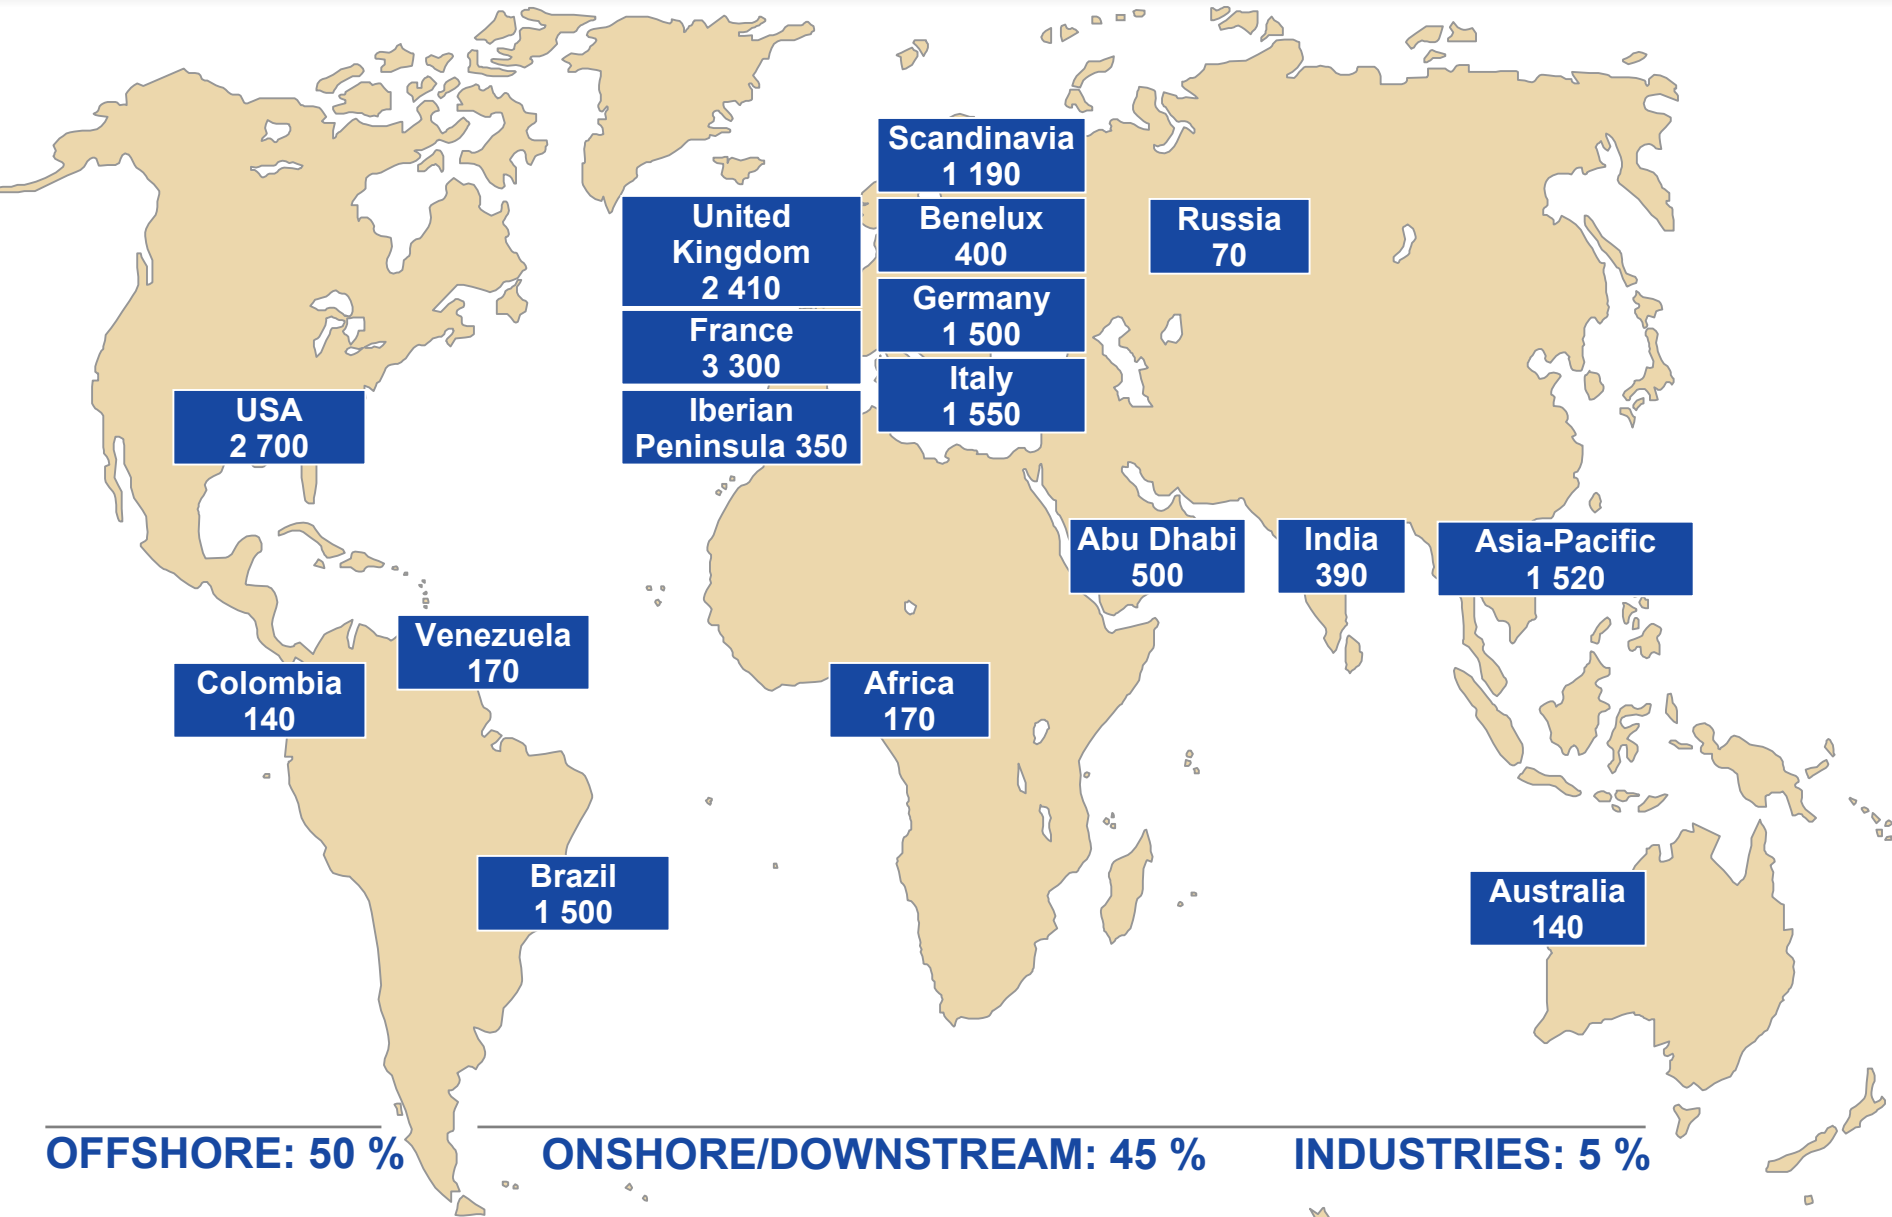 Scandinavia
1 190
United
Kingdom
2 410
Benelux
400
Russia
70
France
3 300
Germany
1 500
USA
2 700
Iberian
Peninsula 350
Italy
1 550
Abu Dhabi
500
India
390
Asia-Pacific
1 520
Venezuela
170
Colombia
140
Africa
170
Brazil
1 500
Australia
140
OFFSHORE: 50 %
ONSHORE/DOWNSTREAM: 45 %
INDUSTRIES: 5 %